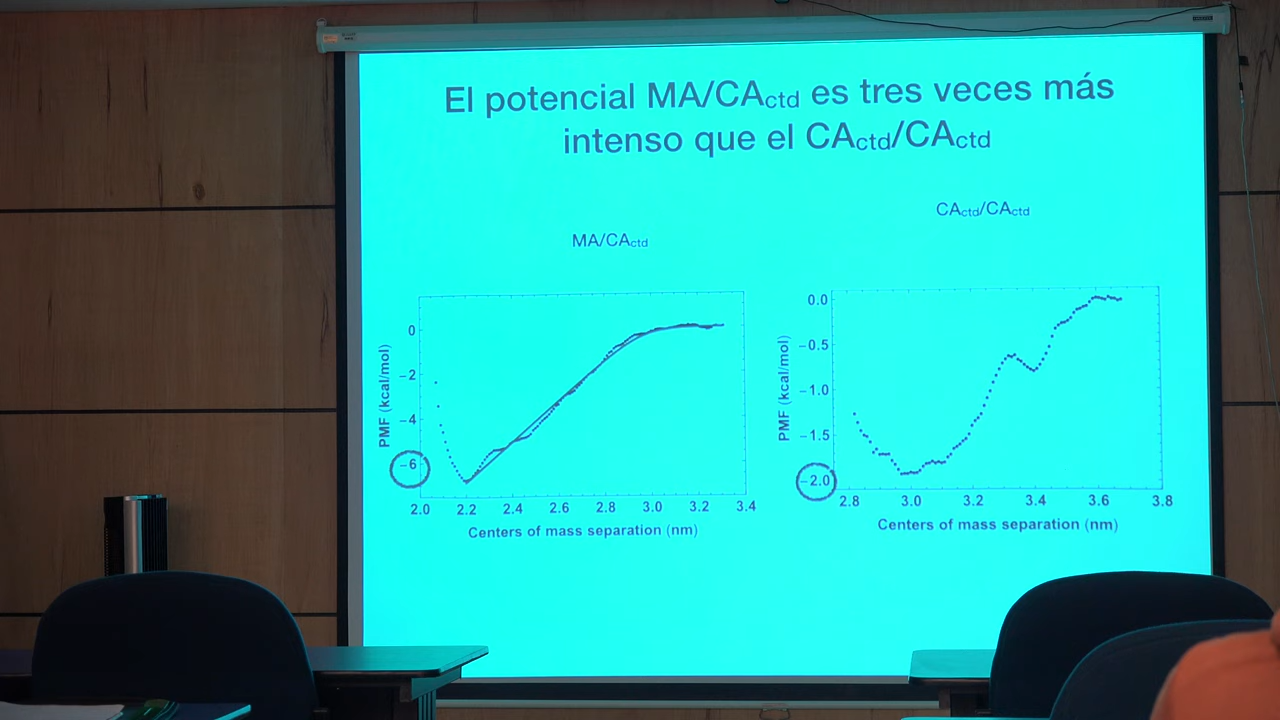 El potencial MA/CActd es tres veces más
intenso que el CActd/CActd
MA/CActd
CActd/CActd
PMF (kcal/mol)
0
−2
−4
−6
2.0 2.2 2.4 2.6 2.8 3.0 3.2 3.4
Centers of mass separation (nm)
PMF (kcal/mol)
0.0
−0.5
−1.0
−1.5
−2.0
2.8 3.0 3.2 3.4 3.6 3.8
Centers of mass separation (nm)